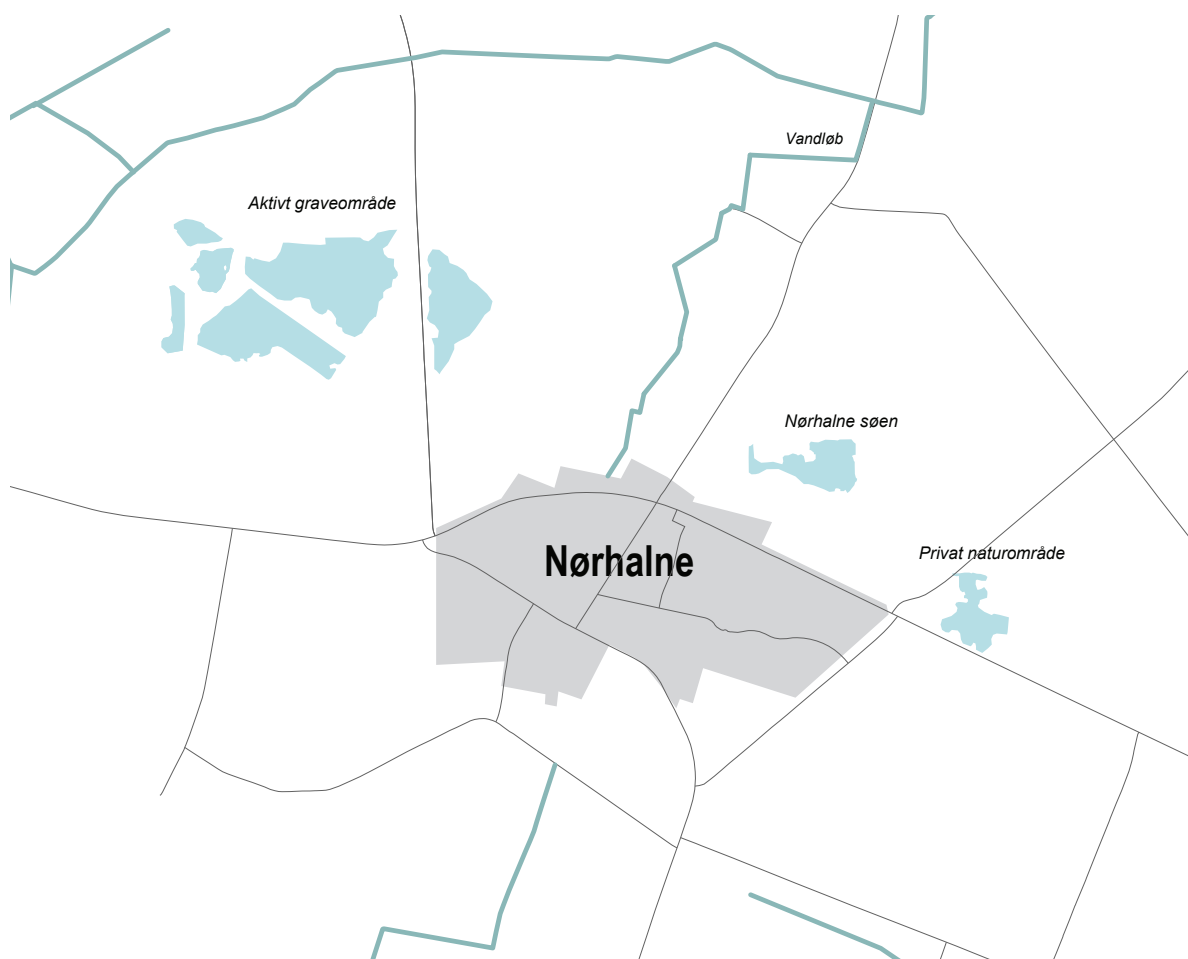 Vandløb
Aktivt graveområde
Nørhalne søen
Privat naturområde
Nørhalne